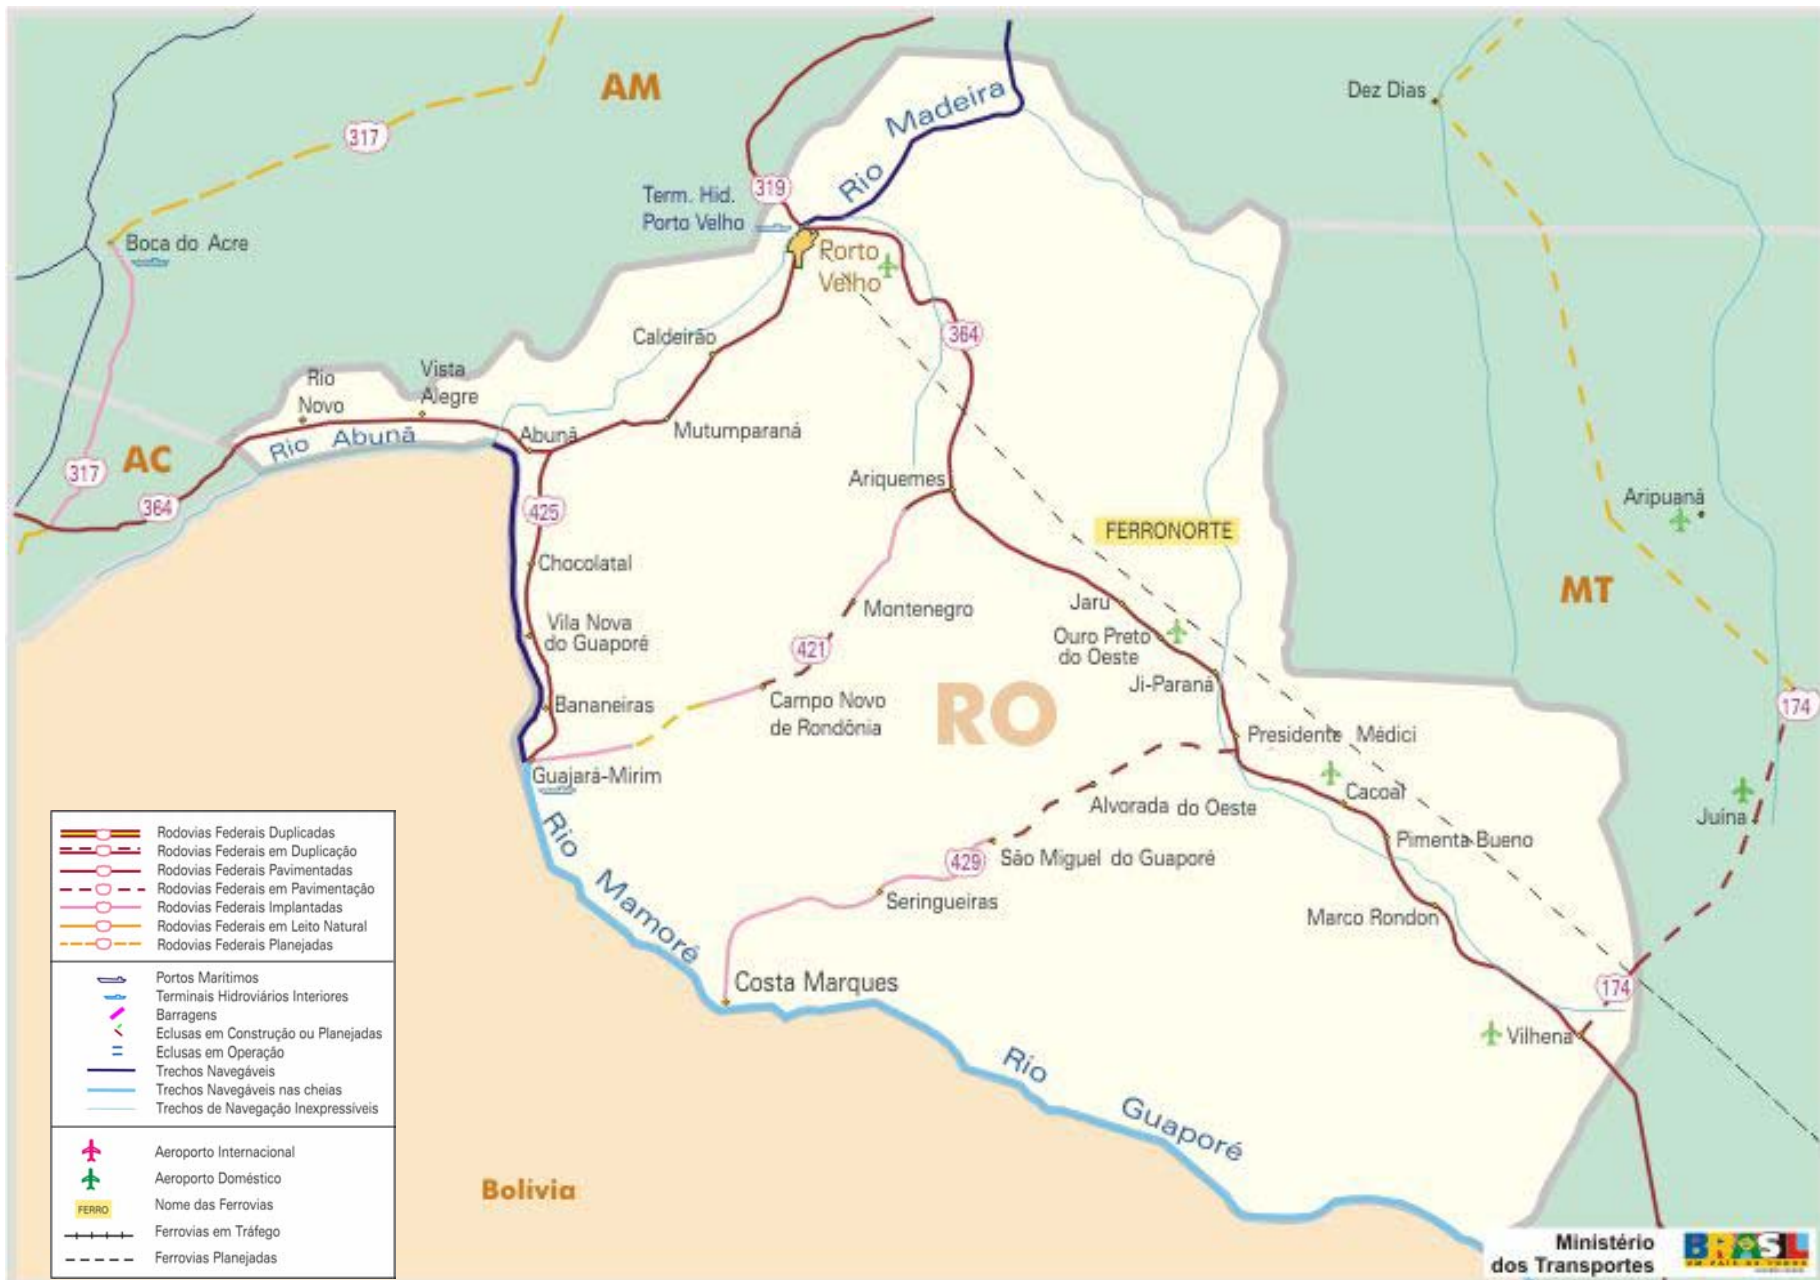 AM
Dez Dias
317
Rio Madeira
319
Term. Hid.
Porto Velho
Boca do Acre
Rorto
Velho
Caldeirão
364
Vista
Alegre
Rio
Novo
Rio Abunã
Abunã
Mutumparaná
AC
317
364
425
Ariquemes
Aripuanã
FERRONORTE
Chocolatal
MT
Montenegro
Jaru
Vila Nova
do Guaporé
421
Ouro Preto
do Oeste
Ji-Paraná
Bananeiras
Campo Novo
de Rondônia
RO
174
Presidente Médici
Guajará-Mirim
Cacoal
Alvorada do Oeste
Juína
Pimenta Bueno
São Miguel do Guaporé
429
Seringueiras
Marco Rondon
Rio Mamoré
Costa Marques
174
Vilhena
Rio Guaporé
Bolívia
Rodovias Federais Duplicadas
Rodovias Federais em Duplicação
Rodovias Federais Pavimentadas
Rodovias Federais em Pavimentação
Rodovias Federais Implantadas
Rodovias Federais em Leito Natural
Rodovias Federais Planejadas
Portos Marítimos
Terminais Hidroviários Interiores
Barragens
Eclusas em Construção ou Planejadas
Eclusas em Operação
Trechos Navegáveis
Trechos Navegáveis nas cheias
Trechos de Navegação Inexpressíveis
Aeroporto Internacional
Aeroporto Doméstico
FERRO Nome das Ferrovias
Ferrovias em Tráfego
Ferrovias Planejadas
Ministério
dos Transportes
BRASIL
UM PAÍS DE TODOS